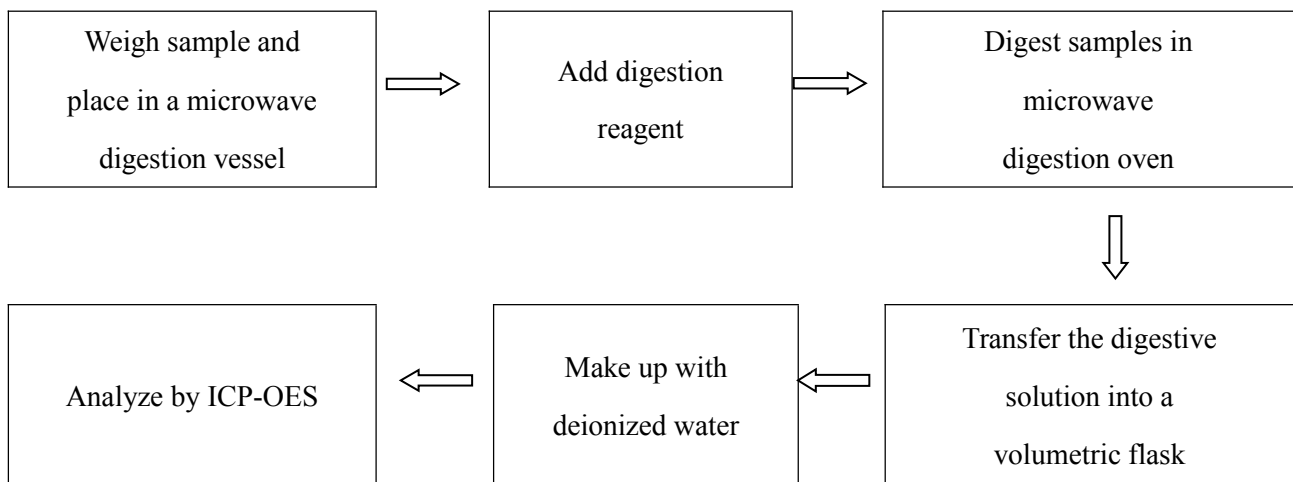 Weigh sample and
place in a microwave
digestion vessel
Add digestion
reagent
Digest samples in
microwave
digestion oven
Transfer the digestive
solution into a
volumetric flask
Make up with
deionized water
Analyze by ICP-OES